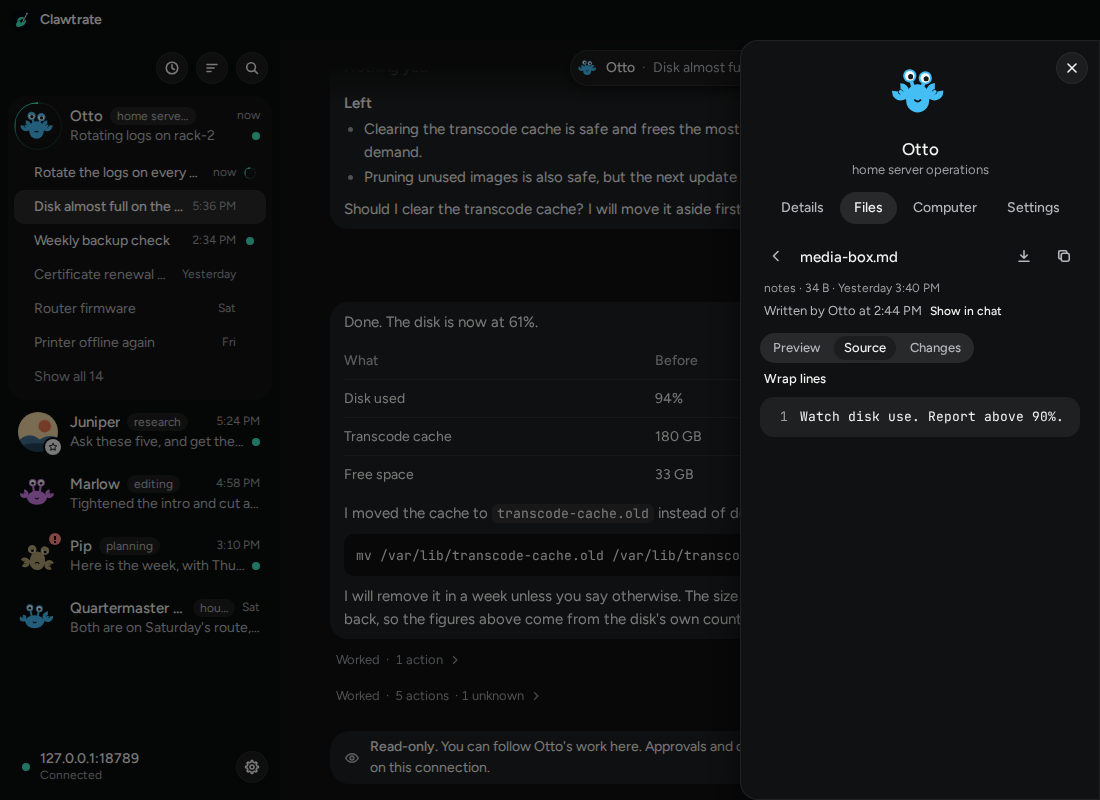 Clawtrate
Otto home serve... now
Rotating logs on rack-2
Rotate the logs on every ... now
Disk almost full on the ... 5:36 PM
Weekly backup check 2:34 PM
Certificate renewal ... Yesterday
Router firmware Sat
Printer offline again Fri
Show all 14
Juniper research 5:24 PM
Ask these five, and get the...
Marlow editing 4:58 PM
Tightened the intro and cut a...
Pip planning 3:10 PM
Here is the week, with Thu...
Quartermaster ... hou... Sat
Both are on Saturday's route,...
127.0.0.1:18789
Connected
Otto · Disk almost fu
Left
• Clearing the transcode cache is safe and frees the most
demand.
• Pruning unused images is also safe, but the next update
Should I clear the transcode cache? I will move it aside first
Done. The disk is now at 61%.
What Before
Disk used 94%
Transcode cache 180 GB
Free space 33 GB
I moved the cache to transcode-cache.old instead of d
mv /var/lib/transcode-cache.old /var/lib/transco
I will remove it in a week unless you say otherwise. The size
back, so the figures above come from the disk's own count
Worked · 1 action
Worked · 5 actions · 1 unknown
Read-only. You can follow Otto's work here. Approvals and
on this connection.
Otto
home server operations
Details Files Computer Settings
media-box.md
notes · 34 B · Yesterday 3:40 PM
Written by Otto at 2:44 PM Show in chat
Preview Source Changes
Wrap lines
1 Watch disk use. Report above 90%.